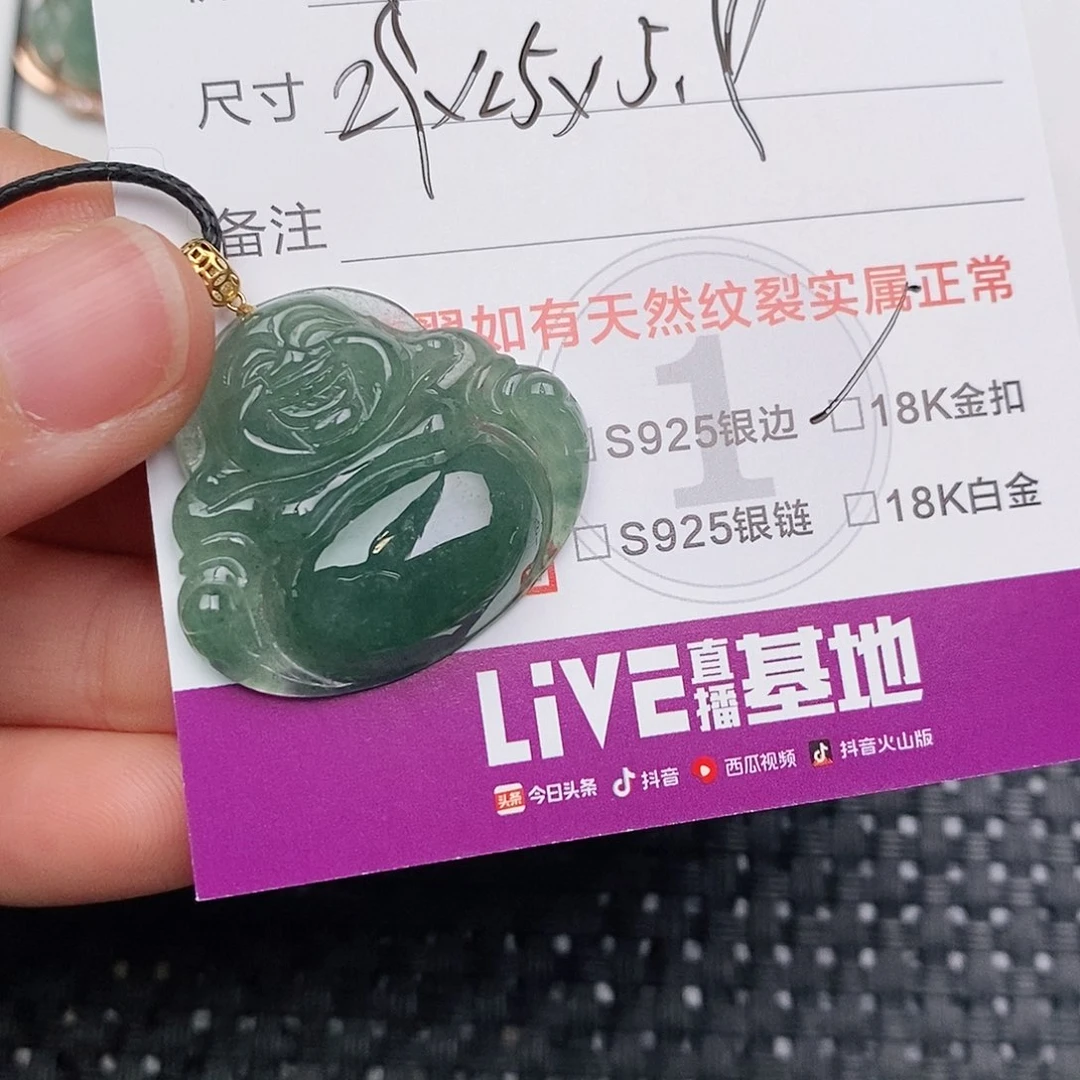 尺寸
备注
翠如有天然纹裂实属正常
1
S925银边 18K金扣
S925银链 18K白金
LiVE直播基地
今日头条 抖音 西瓜视频 抖音火山版
头条